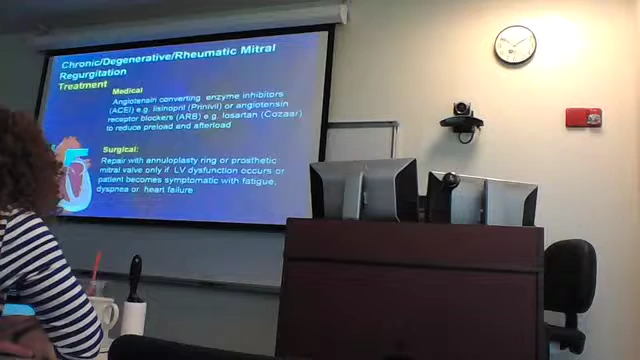 Chronic/Degenerative/Rheumatic Mitral
Regurgitation
Treatment
Medical
Angiotensin converting enzyme inhibitors
(ACEI) e.g. lisinopril (Prinivil) or angiotensin
receptor blockers (ARB) e.g. losartan (Cozaar)
to reduce preload and afterload
Surgical:
Repair with annuloplasty ring or prosthetic
mitral valve only if LV dysfunction occurs or
patient becomes symptomatic with fatigue,
dyspnea or heart failure